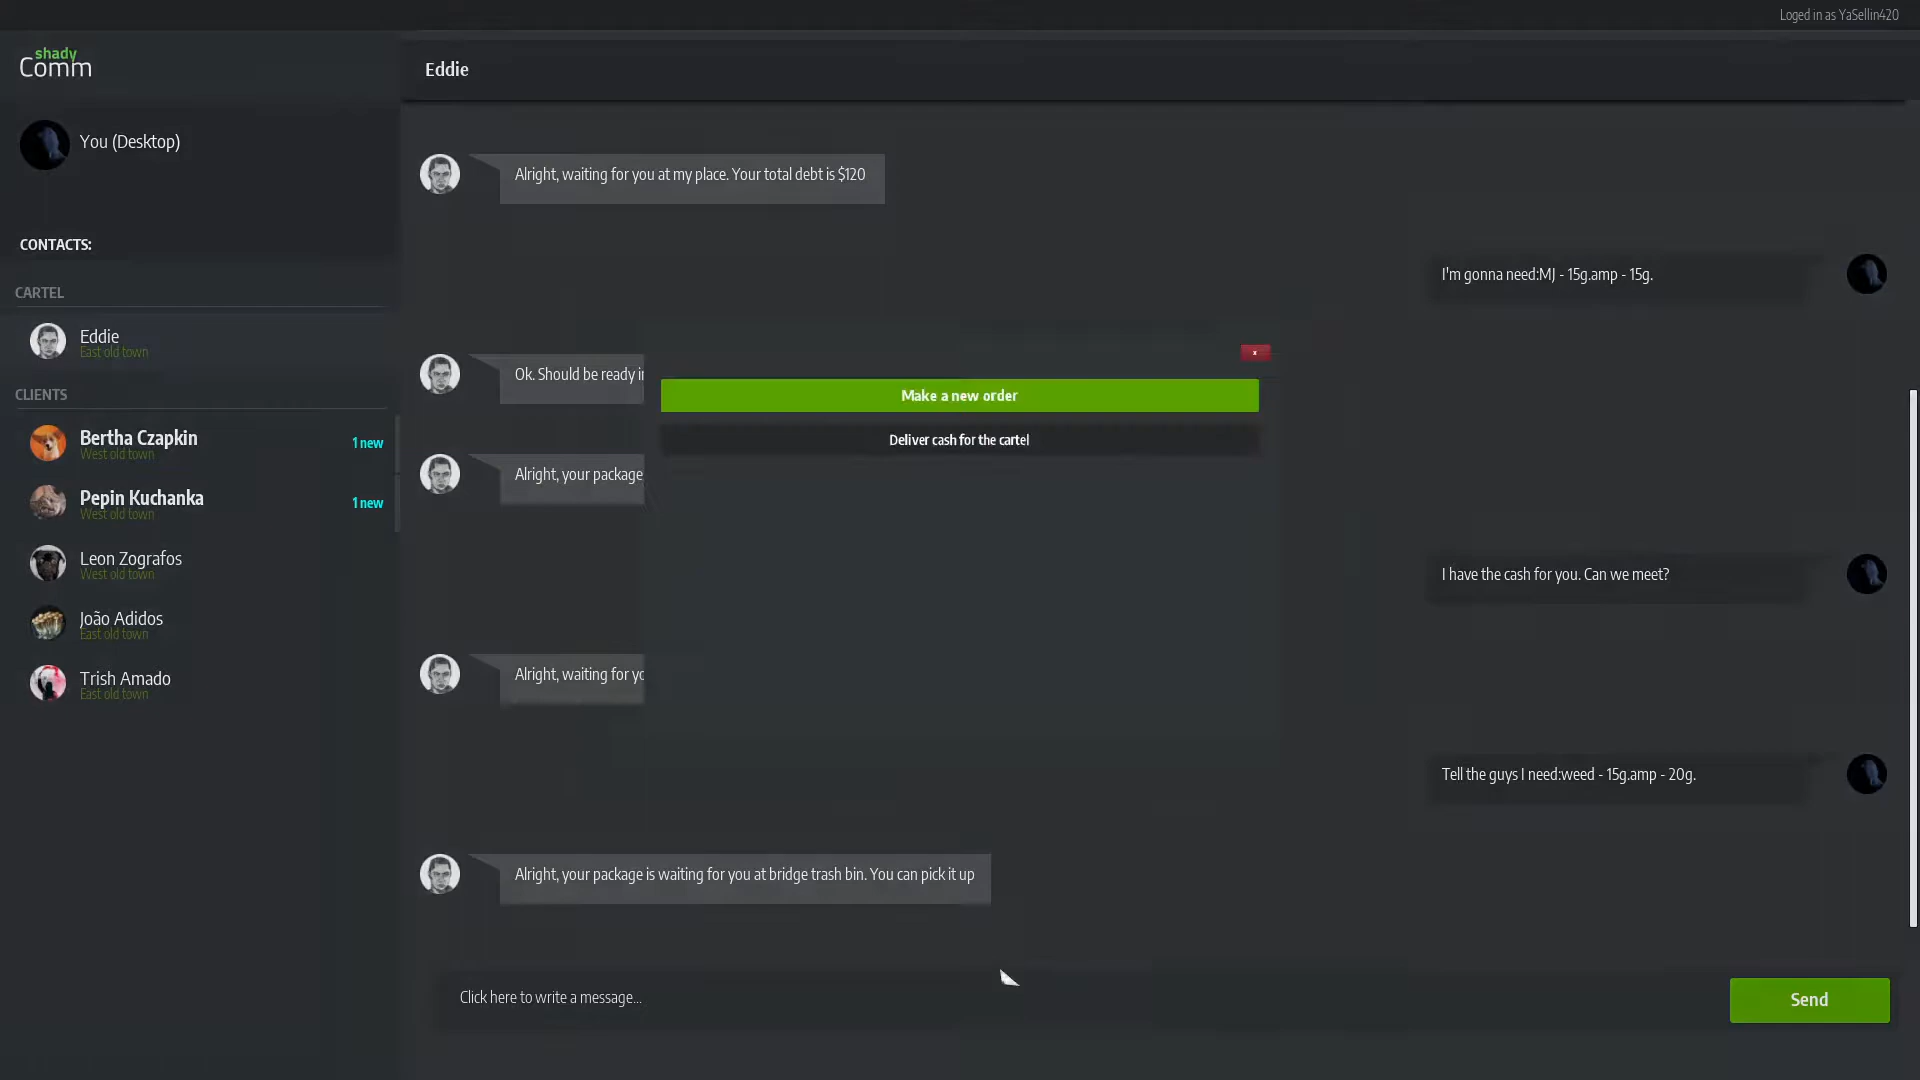 Loged in as YaSellin420
shady
Comm
Eddie
You (Desktop)
CONTACTS:
CARTEL
Eddie
East old town
CLIENTS
Bertha Czapkin
West old town
1 new
Pepin Kuchanka
West old town
1 new
Leon Zografos
West old town
João Adidos
East old town
Trish Amado
East old town
Alright, waiting for you at my place. Your total debt is $120
I'm gonna need:MJ - 15g.amp - 15g.
Ok. Should be ready
x
Make a new order
Deliver cash for the cartel
Alright, your package
I have the cash for you. Can we meet?
Alright, waiting for
Tell the guys I need:weed - 15g.amp - 20g.
Alright, your package is waiting for you at bridge trash bin. You can pick it up
Click here to write a message...
Send